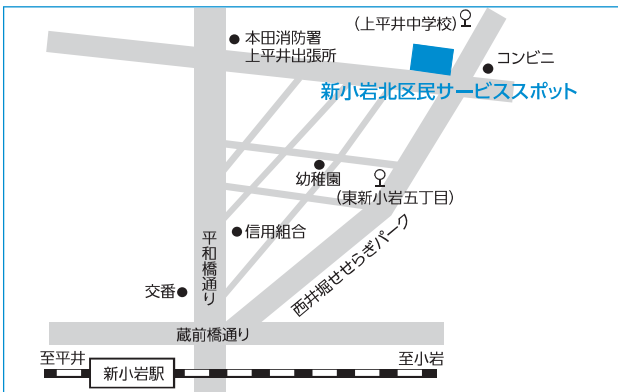 (上平井中学校)
本田消防署
上平井出張所
コンビニ
新小岩北区民サービススポット
幼稚園
(東新小岩五丁目)
信用組合
平和橋通り
西井堀せせらぎパーク
交番
蔵前橋通り
至平井
新小岩駅
至小岩